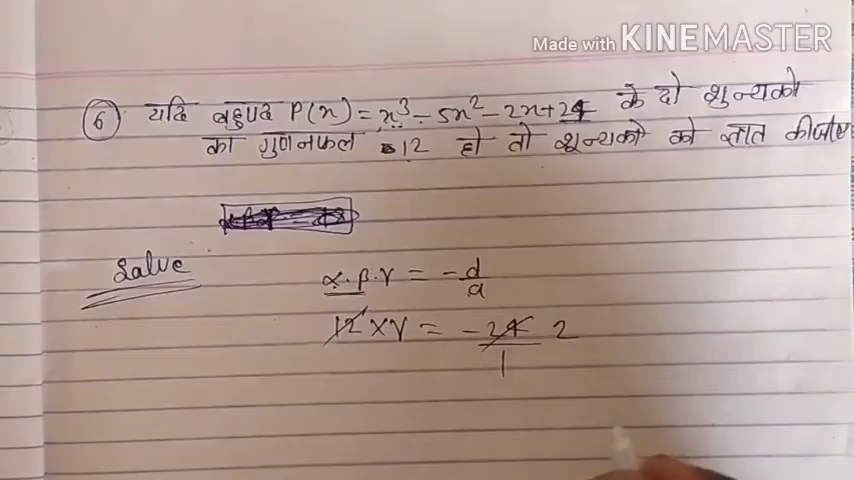 Made with KINEMASTER
6 यदि बहुपद P(x) = x³ - 5x² - 2x + 24 के दो शुन्यको
का गुणनफल 12 हो तो शून्यको को ज्ञात कीजीए
Salve
α . β . γ = - d/a
12 × γ = - 24/1 2